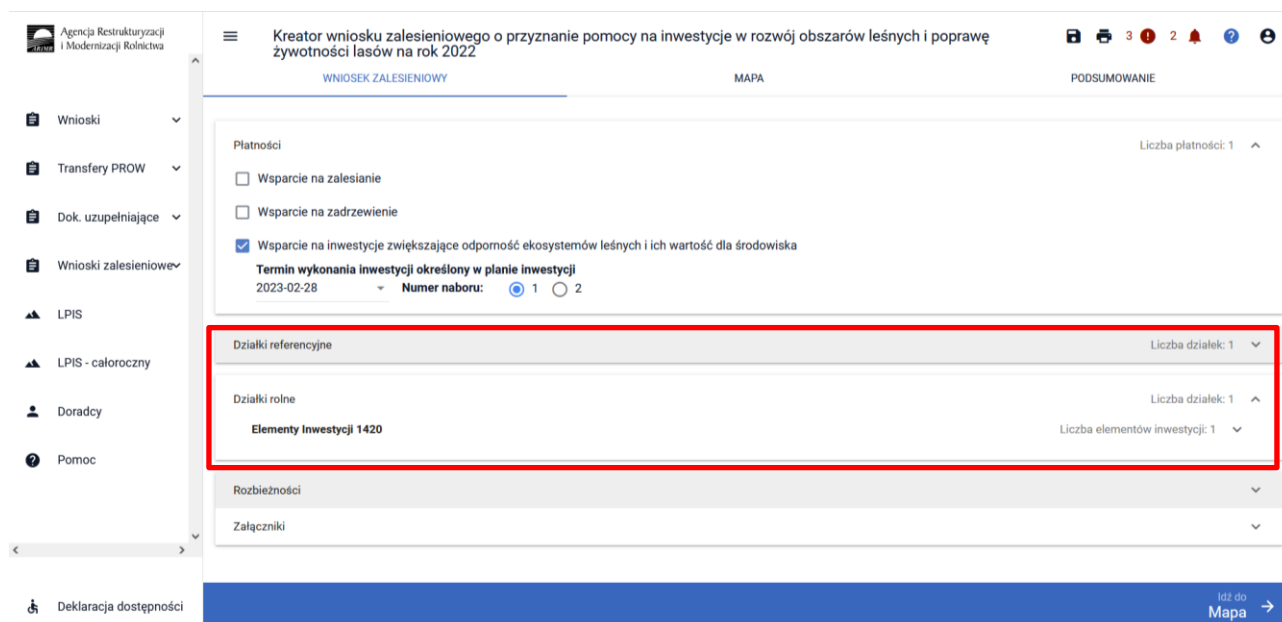 Agencja Restrukturyzacji
i Modernizacji Rolnictwa
ARiMR
Kreator wniosku zalesieniowego o przyznanie pomocy na inwestycje w rozwój obszarów leśnych i poprawę
żywotności lasów na rok 2022
3 2
WNIOSEK ZALESIENIOWY MAPA PODSUMOWANIE
Wnioski
Transfery PROW
Dok. uzupełniające
Wnioski zalesieniowe
LPIS
LPIS - całoroczny
Doradcy
Pomoc
Deklaracja dostępności
Płatności Liczba płatności: 1
Wsparcie na zalesianie
Wsparcie na zadrzewienie
Wsparcie na inwestycje zwiększające odporność ekosystemów leśnych i ich wartość dla środowiska
Termin wykonania inwestycji określony w planie inwestycji
2023-02-28 Numer naboru: 1 2
Działki referencyjne Liczba działek: 1
Działki rolne Liczba działek: 1
Elementy Inwestycji 1420 Liczba elementów inwestycji: 1
Rozbieżności
Załączniki
Idź do
Mapa